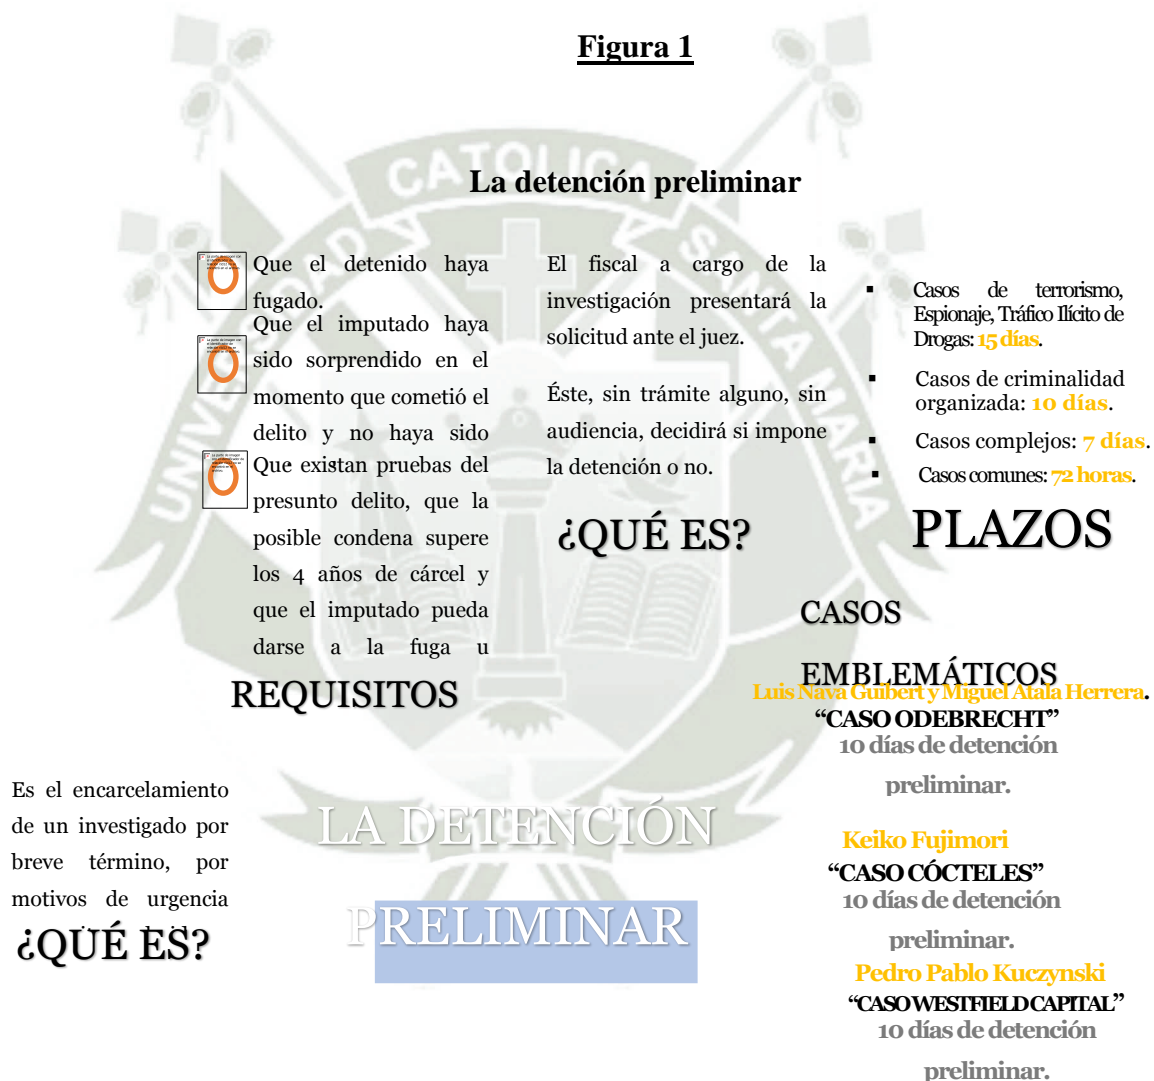 Figura 1
La detención preliminar
Que el detenido haya
fugado.
Que el imputado haya
sido sorprendido en el
momento que cometió el
delito y no haya sido
Que existan pruebas del
presunto delito, que la
posible condena supere
los 4 años de cárcel y
que el imputado pueda
darse a la fuga u
REQUISITOS
El fiscal a cargo de la
investigación presentará la
solicitud ante el juez.
Éste, sin trámite alguno, sin
audiencia, decidirá si impone
la detención o no.
¿QUÉ ES?
▪ Casos de terrorismo,
Espionaje, Tráfico Ilícito de
Drogas: 15 días.
▪ Casos de criminalidad
organizada: 10 días.
▪ Casos complejos: 7 días.
▪ Casos comunes: 72 horas.
PLAZOS
CASOS
EMBLEMÁTICOS
Luis Nava Guibert y Miguel Atala Herrera.
“CASO ODEBRECHT”
10 días de detención
preliminar.
Keiko Fujimori
“CASO CÓCTELES”
10 días de detención
preliminar.
Pedro Pablo Kuczynski
“CASO WESTFIELD CAPITAL”
10 días de detención
preliminar.
Es el encarcelamiento
de un investigado por
breve término, por
motivos de urgencia
¿QUÉ ES?
LA DETENCIÓN
PRELIMINAR
UNIVERSIDAD CATOLICA SANTA MARIA